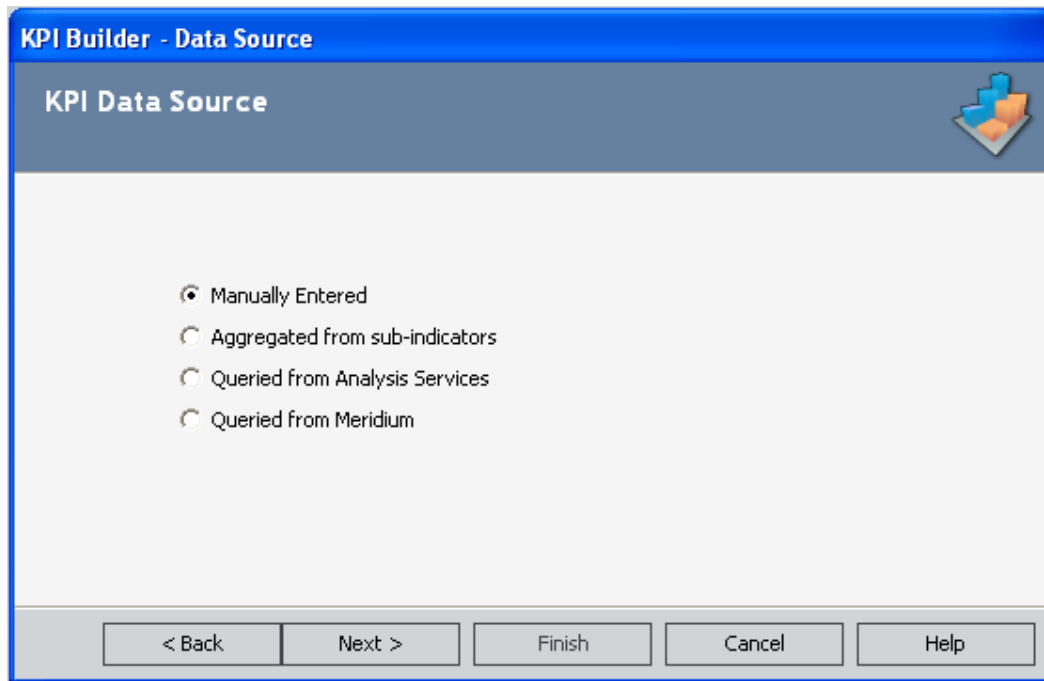 KPI Builder - Data Source
KPI Data Source
Manually Entered
Aggregated from sub-indicators
Queried from Analysis Services
Queried from Meridium
< Back Next > Finish Cancel Help